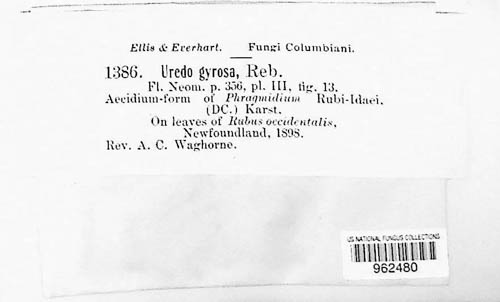 Ellis & Everhart. — Fungi Columbiani.
1386. Uredo gyrosa, Reb.
Fl. Neom. p. 356, pl. III, fig. 13.
Aecidium-form of Phragmidium Rubi-Idaei.
(DC.) Karst.
On leaves of Rubus occidentalis,
Newfoundland, 1898.
Rev. A. C. Waghorne.
US NATIONAL FUNGUS COLLECTIONS
962480